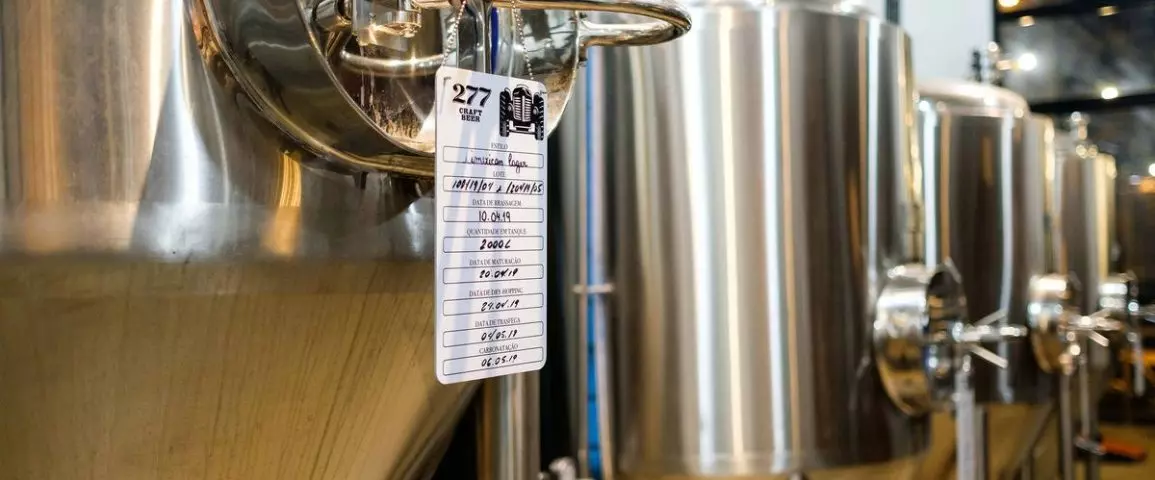 277
CRAFT
BEER
ESTILO
american lager
LOTE
DATA DE BRASSAGEM
10.04.19
QUANTIDADE EM TANQUE
2000L
DATA DE MATURAÇÃO
20.04.19
DATA DE DRY HOPPING
29.04.19
DATA DE TRASFEGA
04/05.19
CARBONATAÇÃO
06.05.19